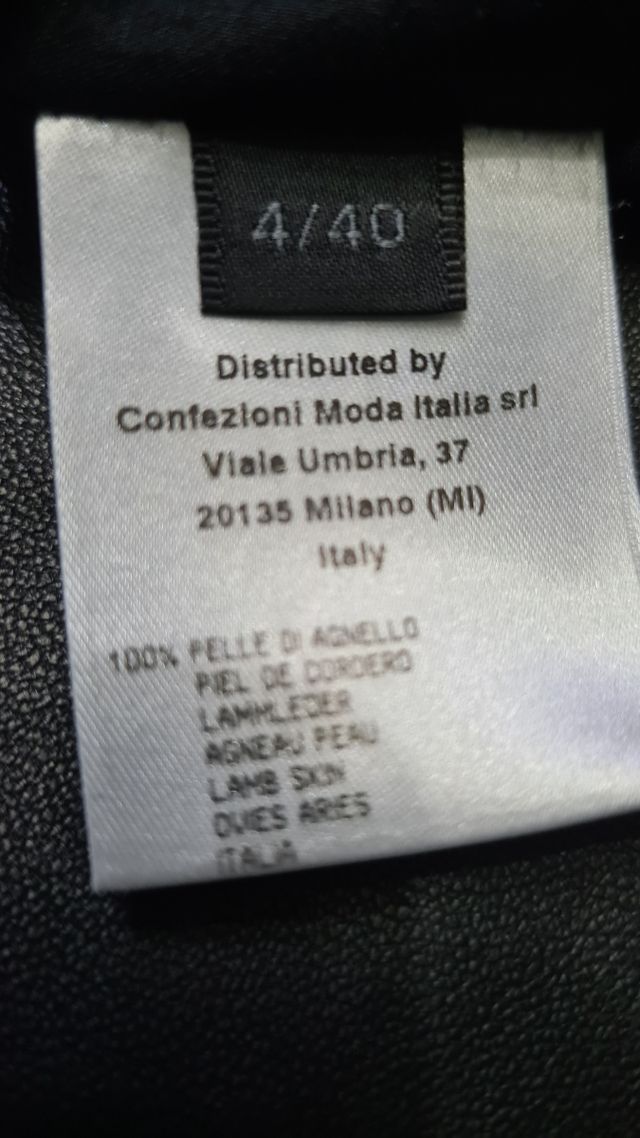 4/40
Distributed by
Confezioni Moda Italia srl
Viale Umbria, 37
20135 Milano (MI)
Italy
100% PELLE DI AGNELLO
PIEL DE CORDERO
LAMMLEDER
AGNEAU PEAU
LAMB SKIN
OVIES ARIES
ITALIA